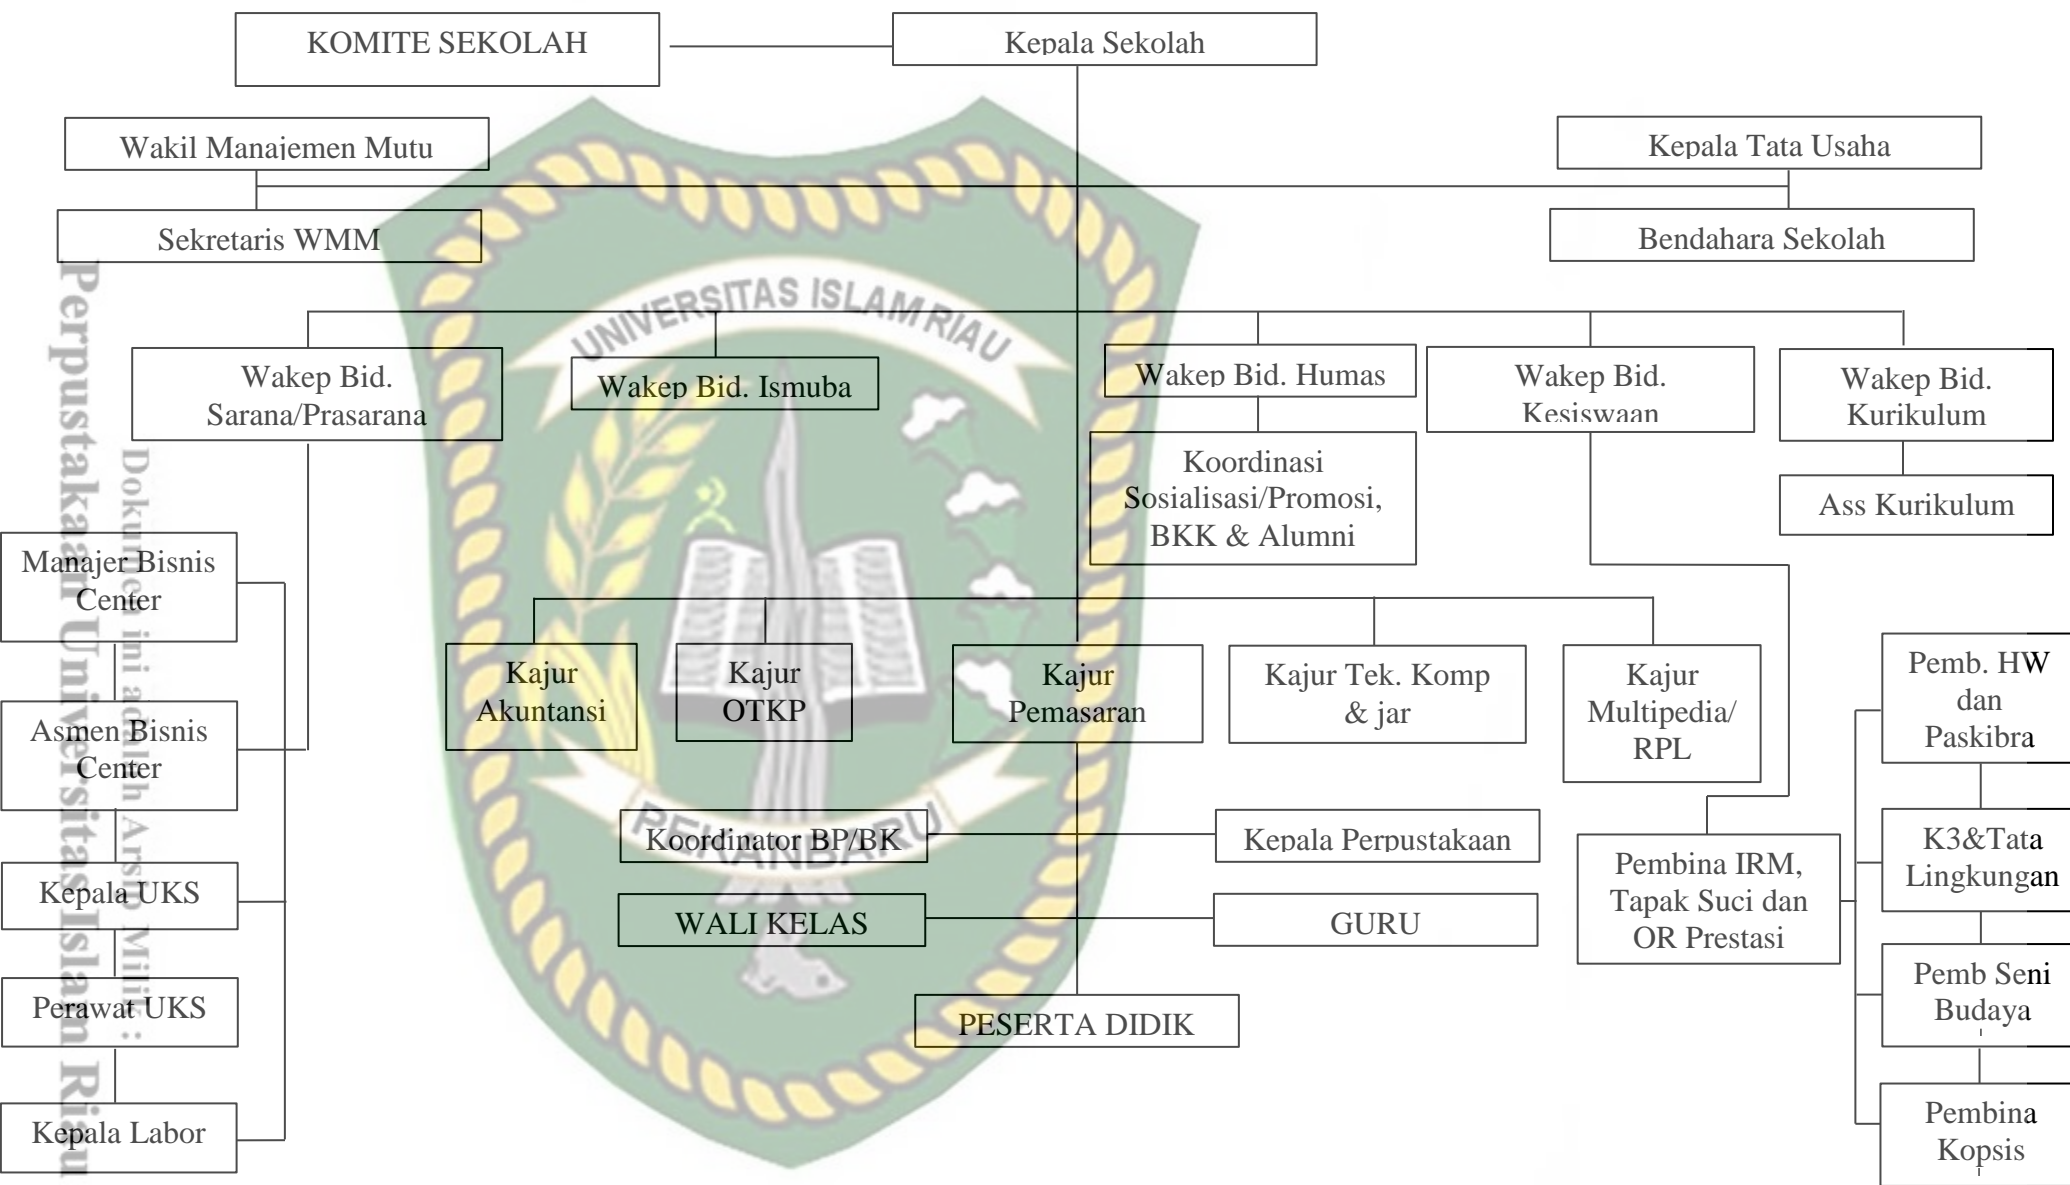 KOMITE SEKOLAH
Kepala Sekolah
Wakil Manajemen Mutu
Kepala Tata Usaha
Sekretaris WMM
Bendahara Sekolah
UNIVERSITAS ISLAM RIAU
Wakep Bid.
Sarana/Prasarana
Wakep Bid. Ismuba
Wakep Bid. Humas
Wakep Bid.
Kesiswaan
Wakep Bid.
Kurikulum
Koordinasi
Sosialisasi/Promosi,
BKK & Alumni
Ass Kurikulum
Manajer Bisnis
Center
Asmen Bisnis
Center
Kepala UKS
Perawat UKS
Kepala Labor
Kajur
Akuntansi
Kajur
OTKP
Kajur
Pemasaran
Kajur Tek. Komp
& jar
Kajur
Multipedia/
RPL
Koordinator BP/BK
Kepala Perpustakaan
PEKANBARU
WALI KELAS
GURU
PESERTA DIDIK
Pembina IRM,
Tapak Suci dan
OR Prestasi
Pemb. HW
dan
Paskibra
K3&Tata
Lingkungan
Pemb Seni
Budaya
Pembina
Kopsis
Dokumen ini adalah Arsip Milik :
Perpustakaan Universitas Islam Riau